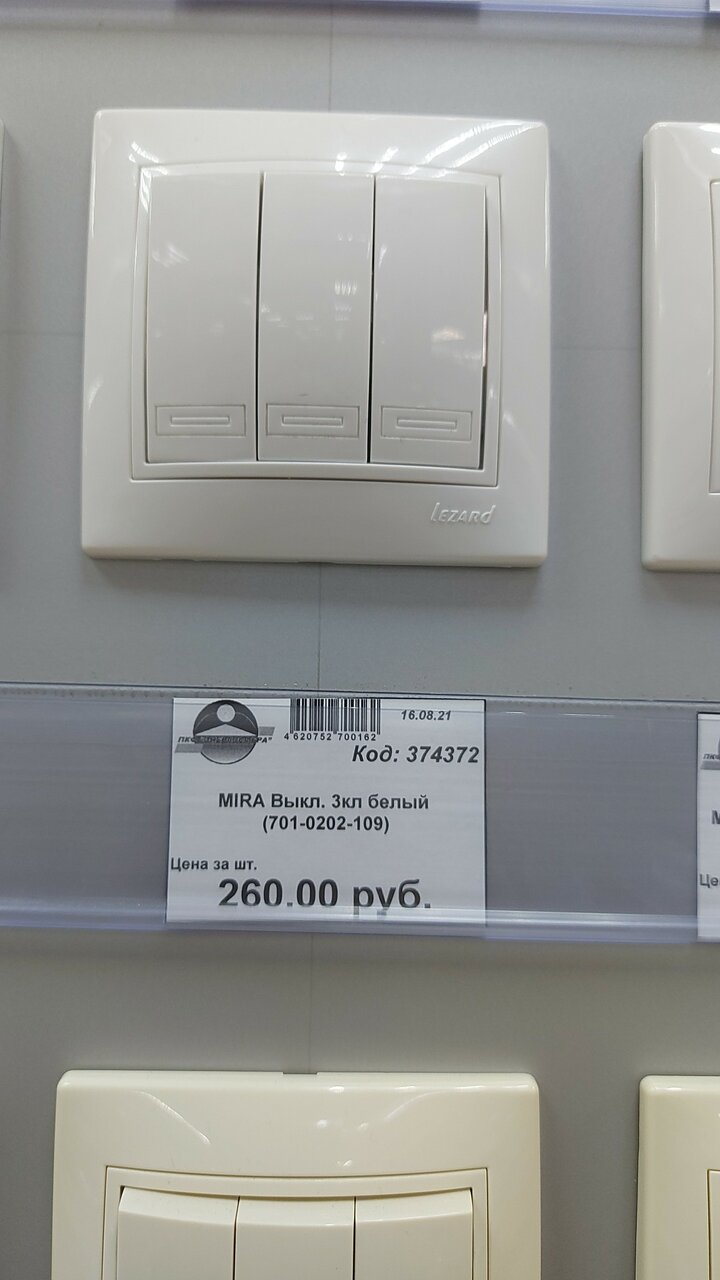 LEZARD
16.08.21
4 620752 700162
Код: 374372
MIRA Выкл. 3кл белый
(701-0202-109)
Цена за шт.
260.00 руб.
Це